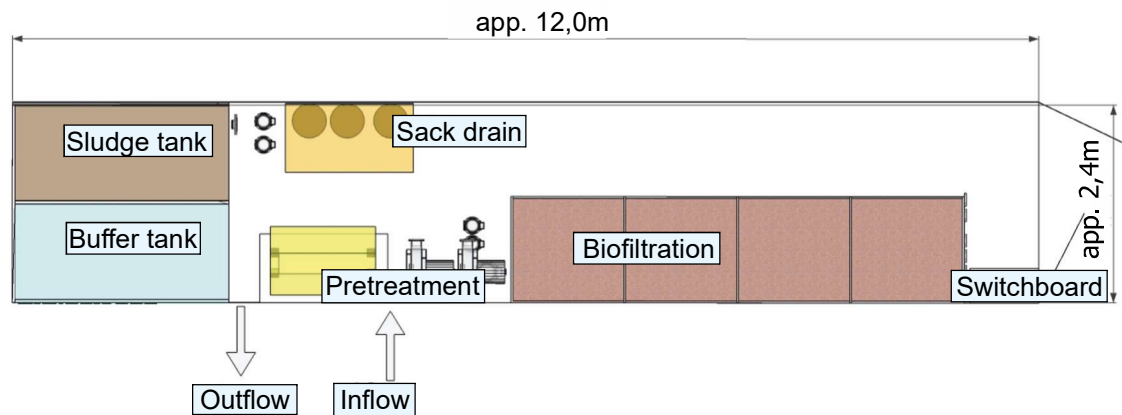 app. 12,0m
Sludge tank
Sack drain
app. 2,4m
Buffer tank
Biofiltration
Pretreatment
Switchboard
Outflow
Inflow